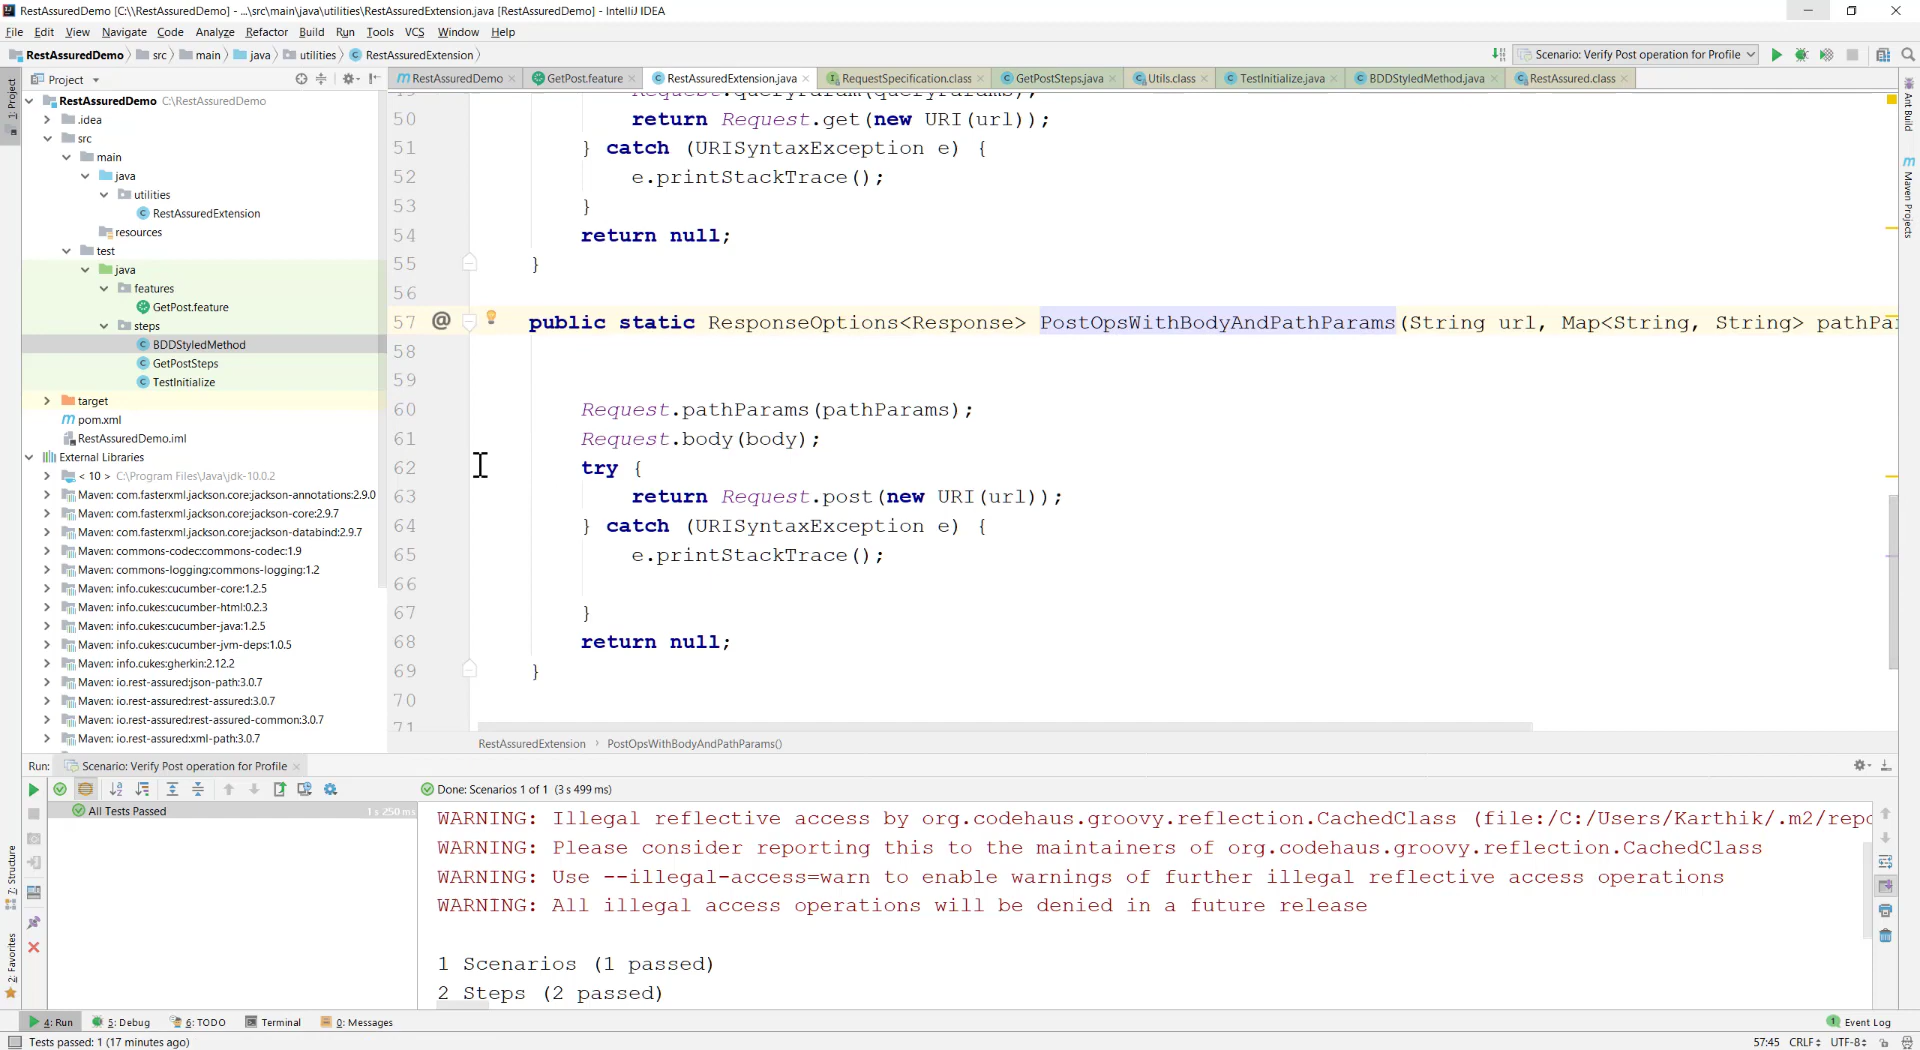 RestAssuredDemo [C:\\RestAssuredDemo] - ...\src\main\java\utilities\RestAssuredExtension.java [RestAssuredDemo] - IntelliJ IDEA
File Edit View Navigate Code Analyze Refactor Build Run Tools VCS Window Help
RestAssuredDemo src main java utilities RestAssuredExtension
Scenario: Verify Post operation for Profile
Project
RestAssuredDemo GetPost.feature RestAssuredExtension.java RequestSpecification.class GetPostSteps.java Utils.class TestInitialize.java BDDStyledMethod.java RestAssured.class
1: Project
Ant Build
Maven Projects
RestAssuredDemo C:\RestAssuredDemo
.idea
src
main
java
utilities
RestAssuredExtension
resources
test
java
features
GetPost.feature
steps
BDDStyledMethod
GetPostSteps
TestInitialize
target
pom.xml
RestAssuredDemo.iml
External Libraries
< 10 > C:\Program Files\Java\jdk-10.0.2
Maven: com.fasterxml.jackson.core:jackson-annotations:2.9.0
Maven: com.fasterxml.jackson.core:jackson-core:2.9.7
Maven: com.fasterxml.jackson.core:jackson-databind:2.9.7
Maven: commons-codec:commons-codec:1.9
Maven: commons-logging:commons-logging:1.2
Maven: info.cukes:cucumber-core:1.2.5
Maven: info.cukes:cucumber-html:0.2.3
Maven: info.cukes:cucumber-java:1.2.5
Maven: info.cukes:cucumber-jvm-deps:1.0.5
Maven: info.cukes:gherkin:2.12.2
Maven: io.rest-assured:json-path:3.0.7
Maven: io.rest-assured:rest-assured:3.0.7
Maven: io.rest-assured:rest-assured-common:3.0.7
Maven: io.rest-assured:xml-path:3.0.7
49 Request.queryParam(queryParams);
50 return Request.get(new URI(url));
51 } catch (URISyntaxException e) {
52 e.printStackTrace();
53 }
54 return null;
55 }
56
57 @ public static ResponseOptions<Response> PostOpsWithBodyAndPathParams(String url, Map<String, String> pathPa
58
59
60 Request.pathParams(pathParams);
61 Request.body(body);
62 try {
63 return Request.post(new URI(url));
64 } catch (URISyntaxException e) {
65 e.printStackTrace();
66
67 }
68 return null;
69 }
70
71
RestAssuredExtension PostOpsWithBodyAndPathParams()
Run: Scenario: Verify Post operation for Profile
Done: Scenarios 1 of 1 (3 s 499 ms)
All Tests Passed 1 s 250 ms
WARNING: Illegal reflective access by org.codehaus.groovy.reflection.CachedClass (file:/C:/Users/Karthik/.m2/repo
WARNING: Please consider reporting this to the maintainers of org.codehaus.groovy.reflection.CachedClass
WARNING: Use --illegal-access=warn to enable warnings of further illegal reflective access operations
WARNING: All illegal access operations will be denied in a future release
1 Scenarios (1 passed)
2 Steps (2 passed)
7: Structure
2: Favorites
4: Run 5: Debug 6: TODO Terminal 0: Messages 1 Event Log
Tests passed: 1 (17 minutes ago) 57:45 CRLF UTF-8